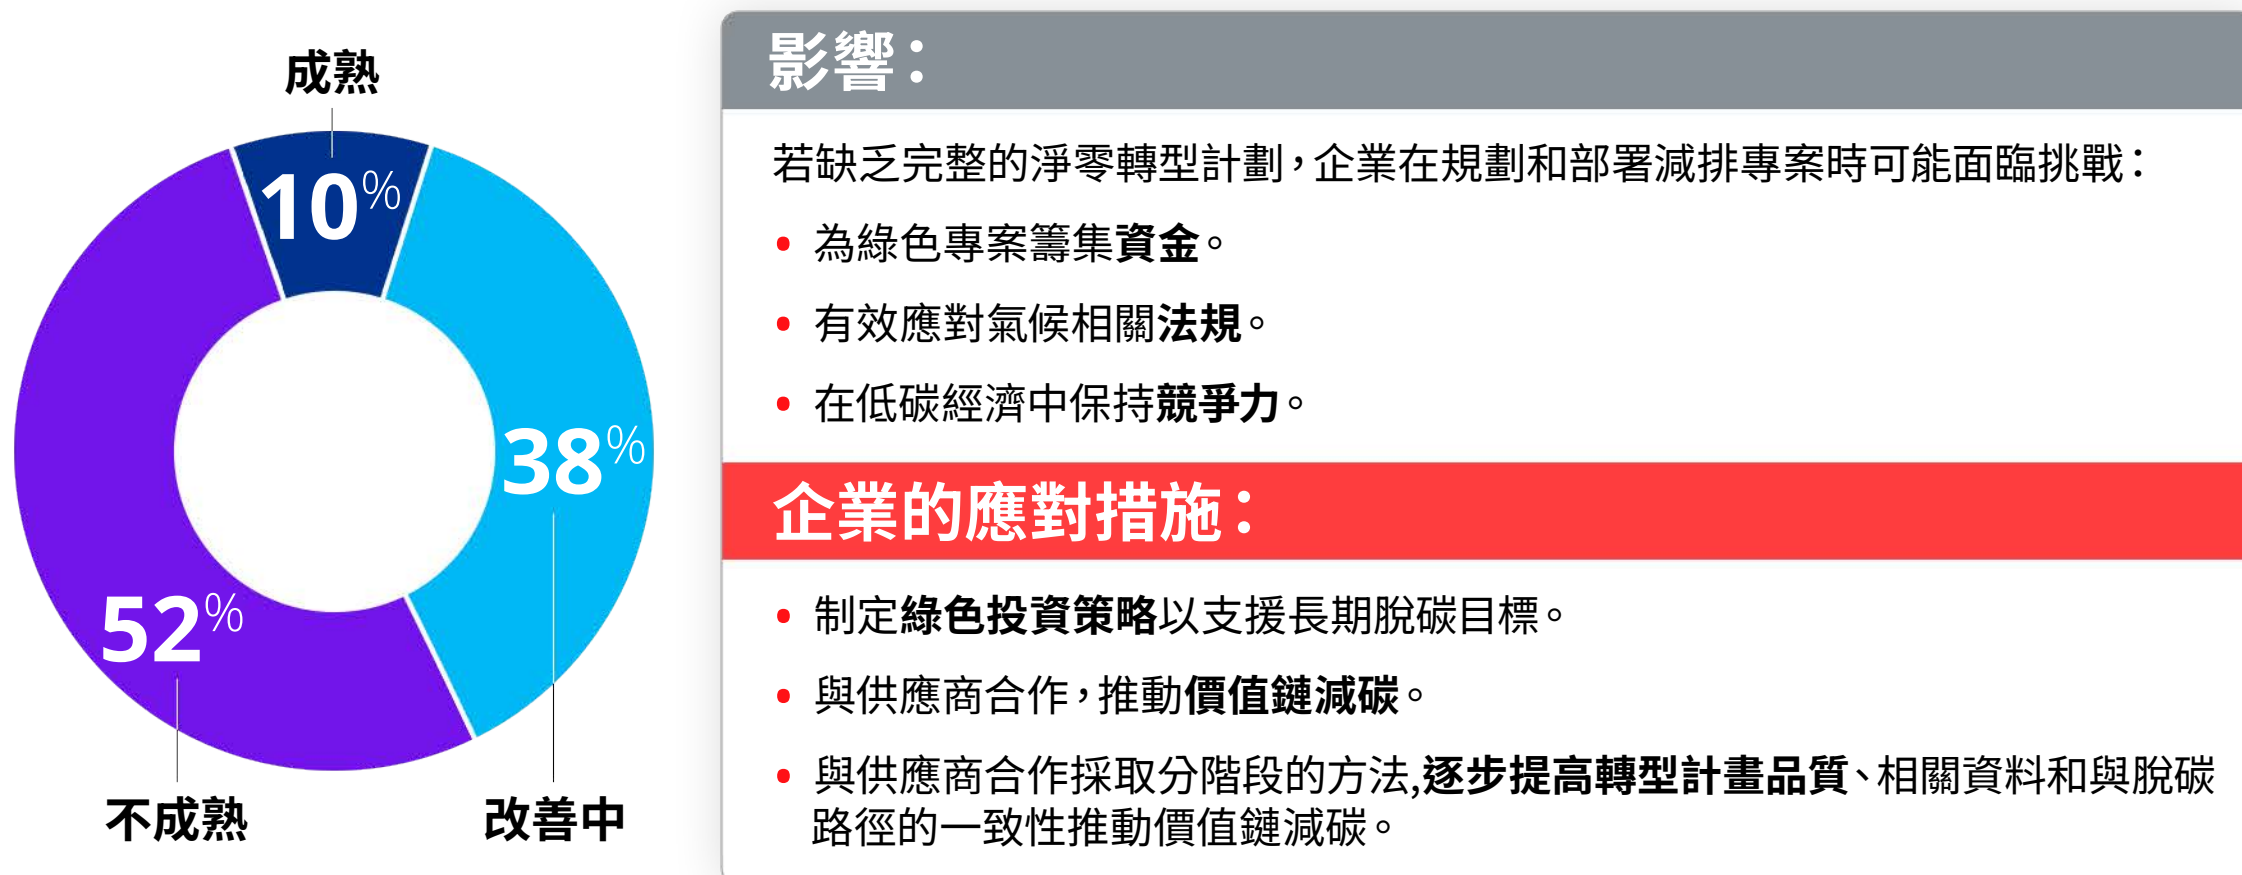 成熟
10%
38%
52%
不成熟
改善中
影響：
若缺乏完整的淨零轉型計劃，企業在規劃和部署減排專案時可能面臨挑戰：
• 為綠色專案籌集資金。
• 有效應對氣候相關法規。
• 在低碳經濟中保持競爭力。
企業的應對措施：
• 制定綠色投資策略以支援長期脫碳目標。
• 與供應商合作，推動價值鏈減碳。
• 與供應商合作採取分階段的方法,逐步提高轉型計畫品質、相關資料和與脫碳
路徑的一致性推動價值鏈減碳。